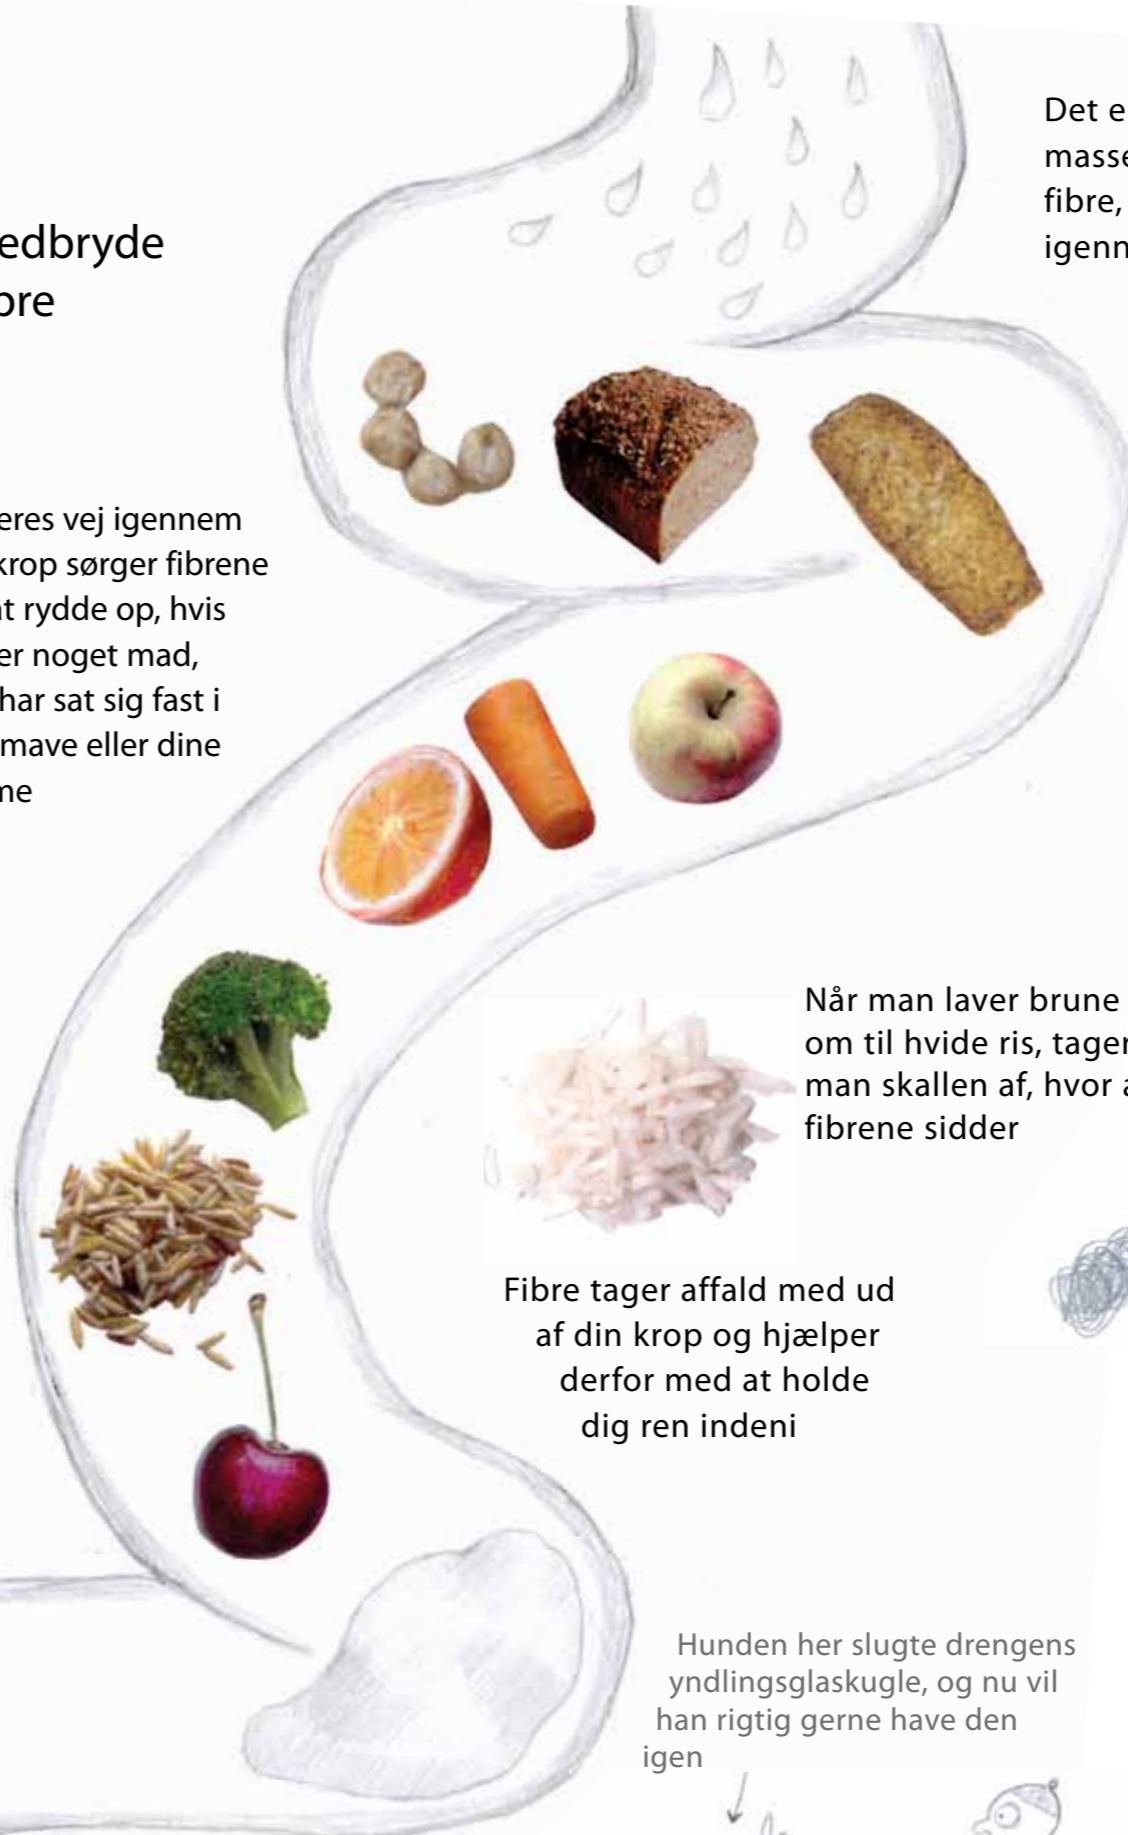 Det e
masse
fibre,
igenn
edbryde
bre
eres vej igennem
krop sørger fibrene
at rydde op, hvis
er noget mad,
har sat sig fast i
mave eller dine
me
Når man laver brune
om til hvide ris, tager
man skallen af, hvor a
fibrene sidder
Fibre tager affald med ud
af din krop og hjælper
derfor med at holde
dig ren indeni
Hunden her slugte drengens
yndlingsglaskugle, og nu vil
han rigtig gerne have den
igen